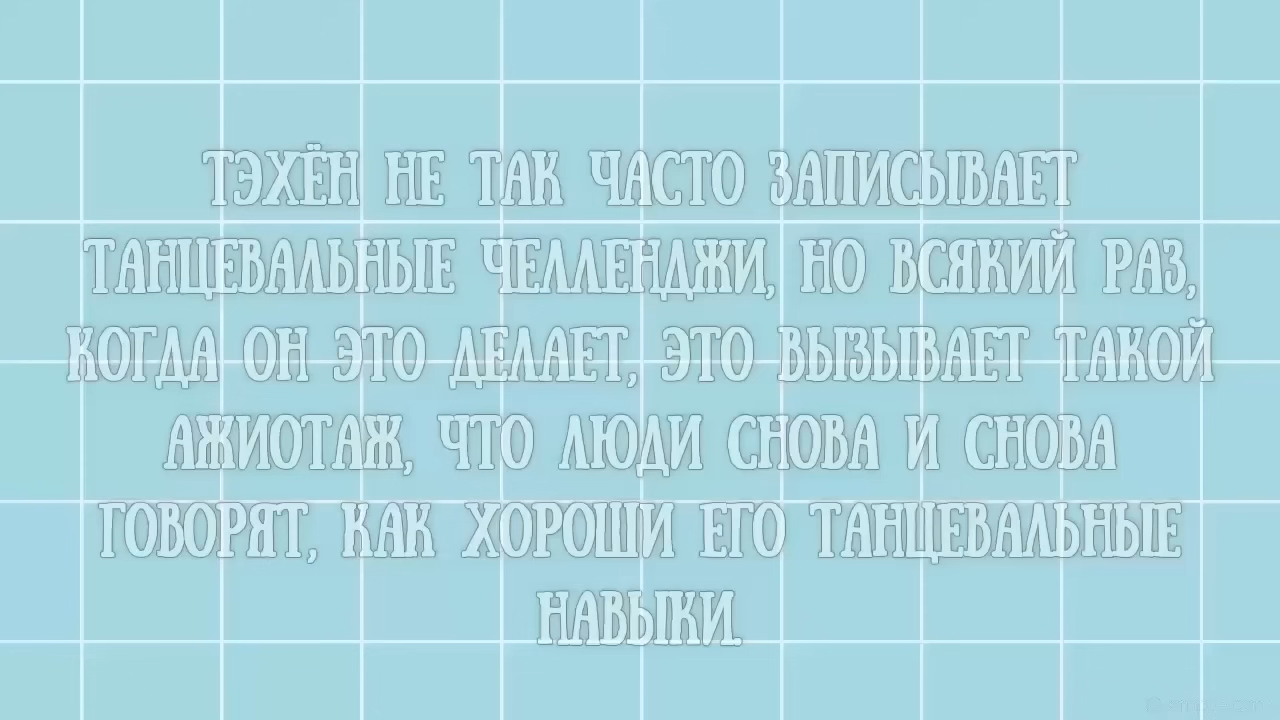 ТЭХЁН НЕ ТАК ЧАСТО ЗАПИСЫВАЕТ
ТАНЦЕВАЛЬНЫЕ ЧЕЛЛЕНДЖИ, НО ВСЯКИЙ РАЗ,
КОГДА ОН ЭТО ДЕЛАЕТ, ЭТО ВЫЗЫВАЕТ ТАКОЙ
АЖИОТАЖ, ЧТО ЛЮДИ СНОВА И СНОВА
ГОВОРЯТ, КАК ХОРОШИ ЕГО ТАНЦЕВАЛЬНЫЕ
НАВЫКИ.